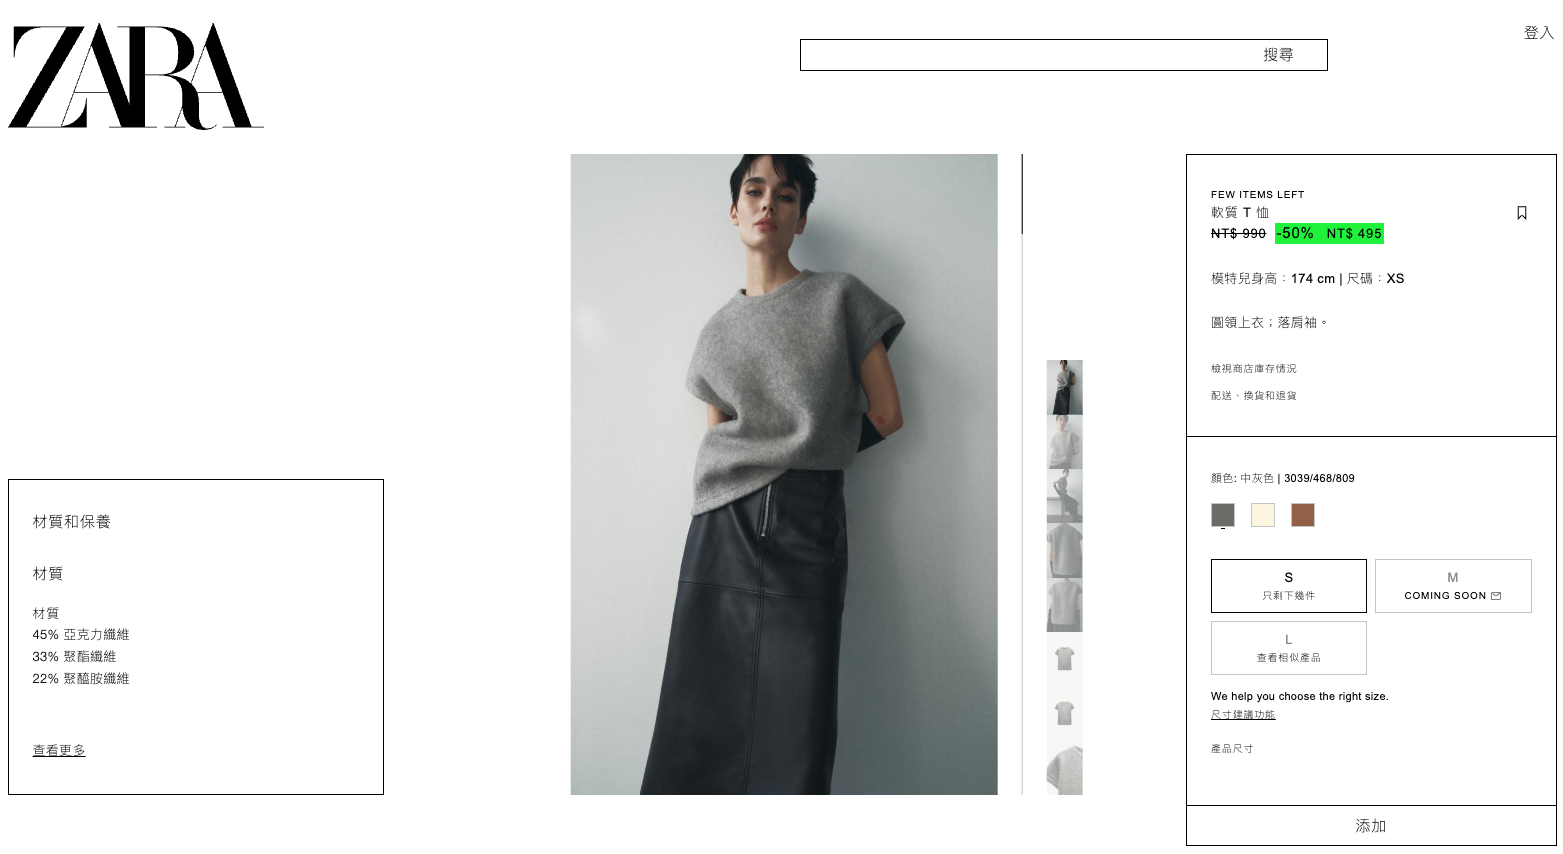 ZARA
搜尋
登入
FEW ITEMS LEFT
軟質 T 恤
NT$ 990 -50% NT$ 495
模特兒身高：174 cm | 尺碼：XS
圓領上衣；落肩袖。
檢視商店庫存情況
配送、換貨和退貨
顏色: 中灰色 | 3039/468/809
S
只剩下幾件
M
COMING SOON
L
查看相似產品
We help you choose the right size.
尺寸建議功能
產品尺寸
添加
材質和保養
材質
材質
45% 亞克力纖維
33% 聚酯纖維
22% 聚醯胺纖維
查看更多